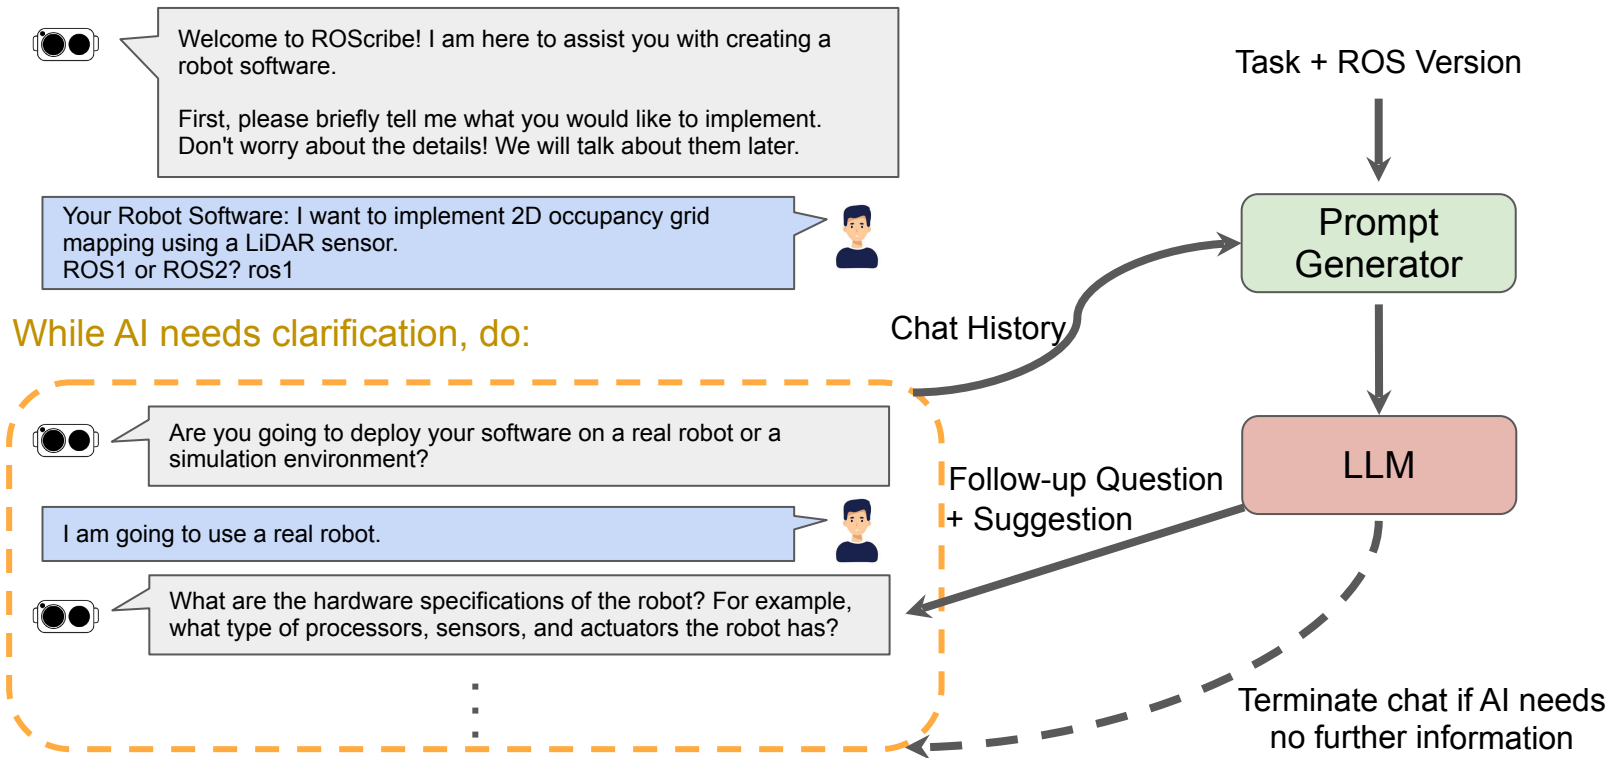 Welcome to ROScribe! I am here to assist you with creating a
robot software.
First, please briefly tell me what you would like to implement.
Don't worry about the details! We will talk about them later.
Your Robot Software: I want to implement 2D occupancy grid
mapping using a LiDAR sensor.
ROS1 or ROS2? ros1
While AI needs clarification, do:
Are you going to deploy your software on a real robot or a
simulation environment?
I am going to use a real robot.
What are the hardware specifications of the robot? For example,
what type of processors, sensors, and actuators the robot has?
Task + ROS Version
Prompt
Generator
Chat History
LLM
Follow-up Question
+ Suggestion
Terminate chat if AI needs
no further information